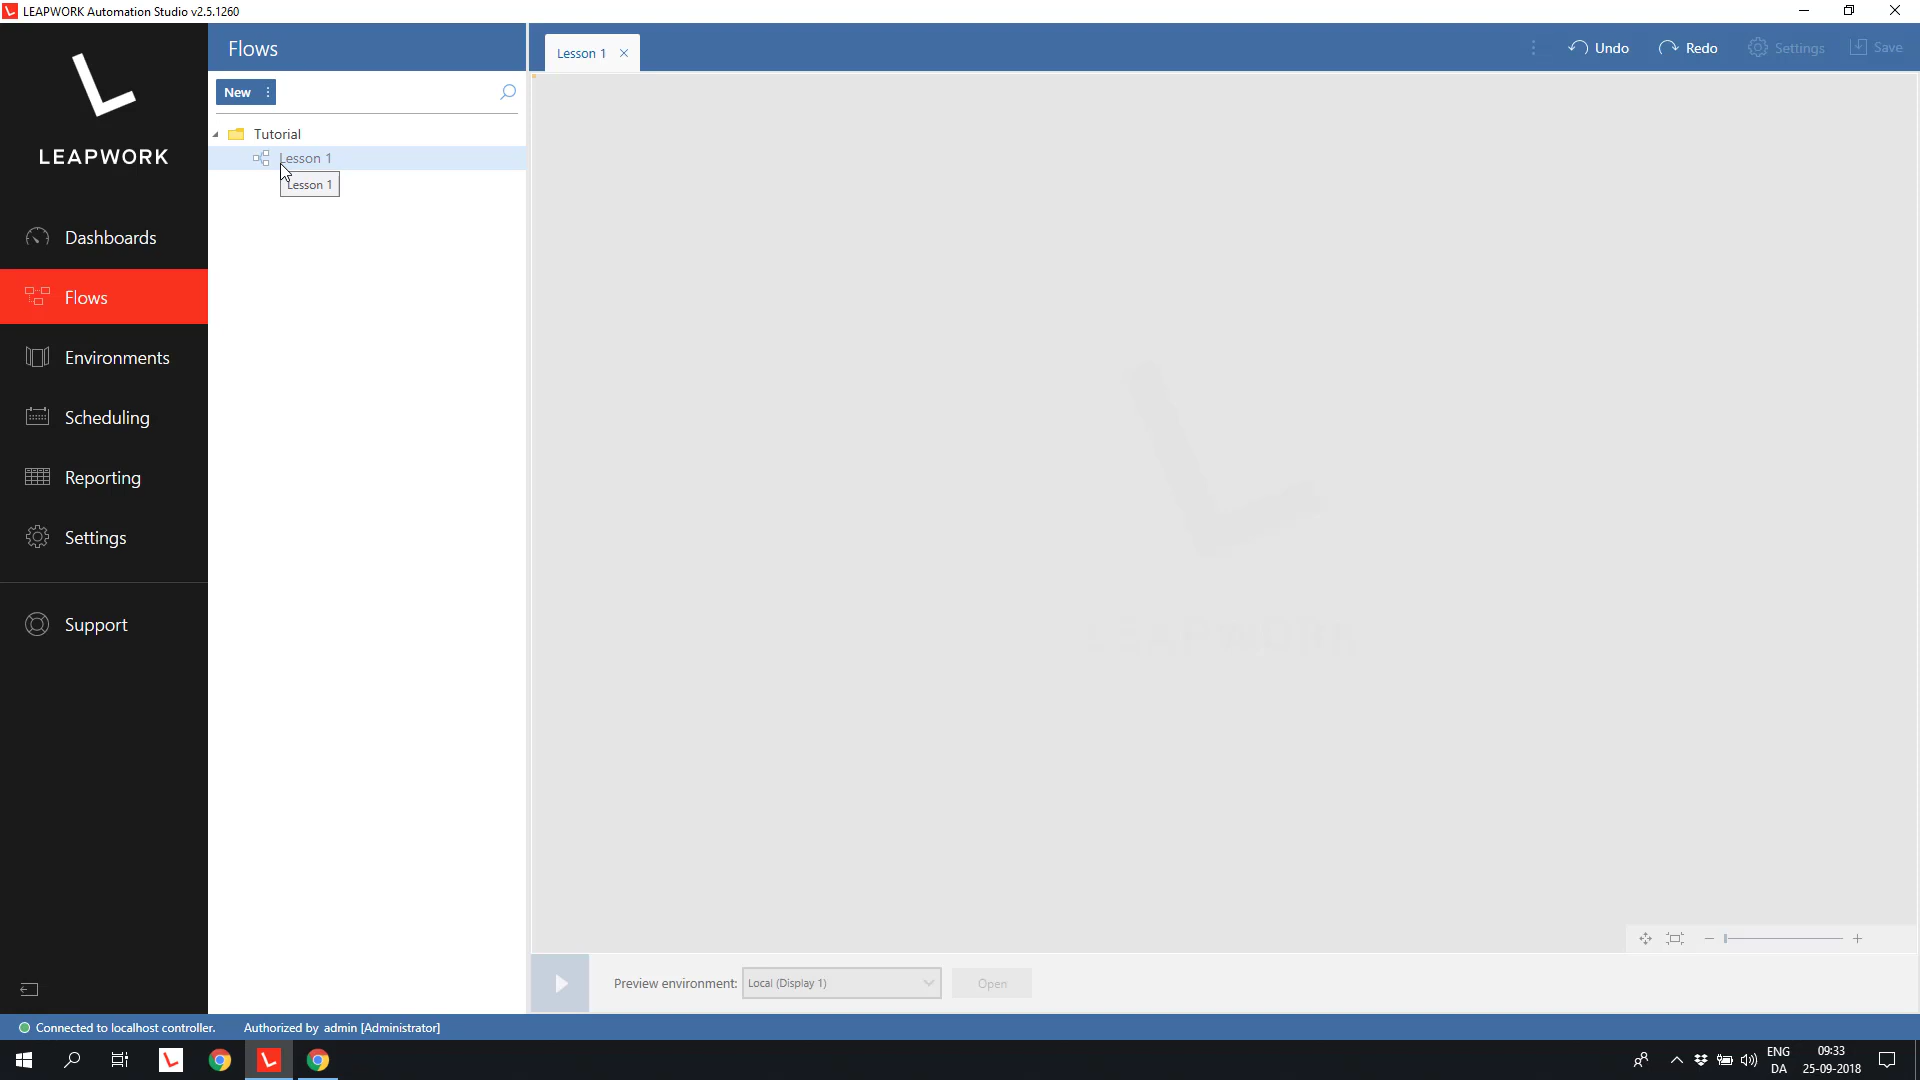 LEAPWORK Automation Studio v2.5.1260
LEAPWORK
Dashboards
Flows
Environments
Scheduling
Reporting
Settings
Support
Flows
New
Tutorial
Lesson 1
Lesson 1
Lesson 1
Undo
Redo
Settings
Save
LEAPWORK
Preview environment:
Local (Display 1)
Open
Connected to localhost controller.
Authorized by admin [Administrator]
ENG
DA
09:33
25-09-2018